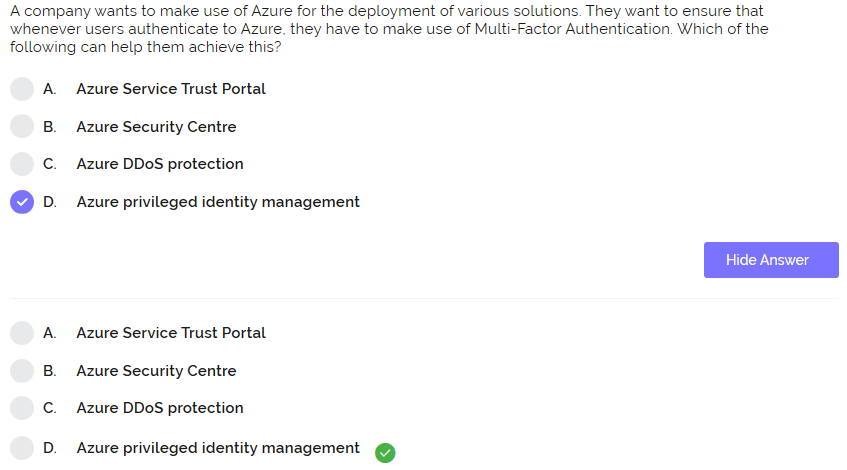 A company wants to make use of Azure for the deployment of various solutions. They want to ensure that
whenever users authenticate to Azure, they have to make use of Multi-Factor Authentication. Which of the
following can help them achieve this?
A. Azure Service Trust Portal
B. Azure Security Centre
C. Azure DDoS protection
D. Azure privileged identity management
Hide Answer
A. Azure Service Trust Portal
B. Azure Security Centre
C. Azure DDoS protection
D. Azure privileged identity management